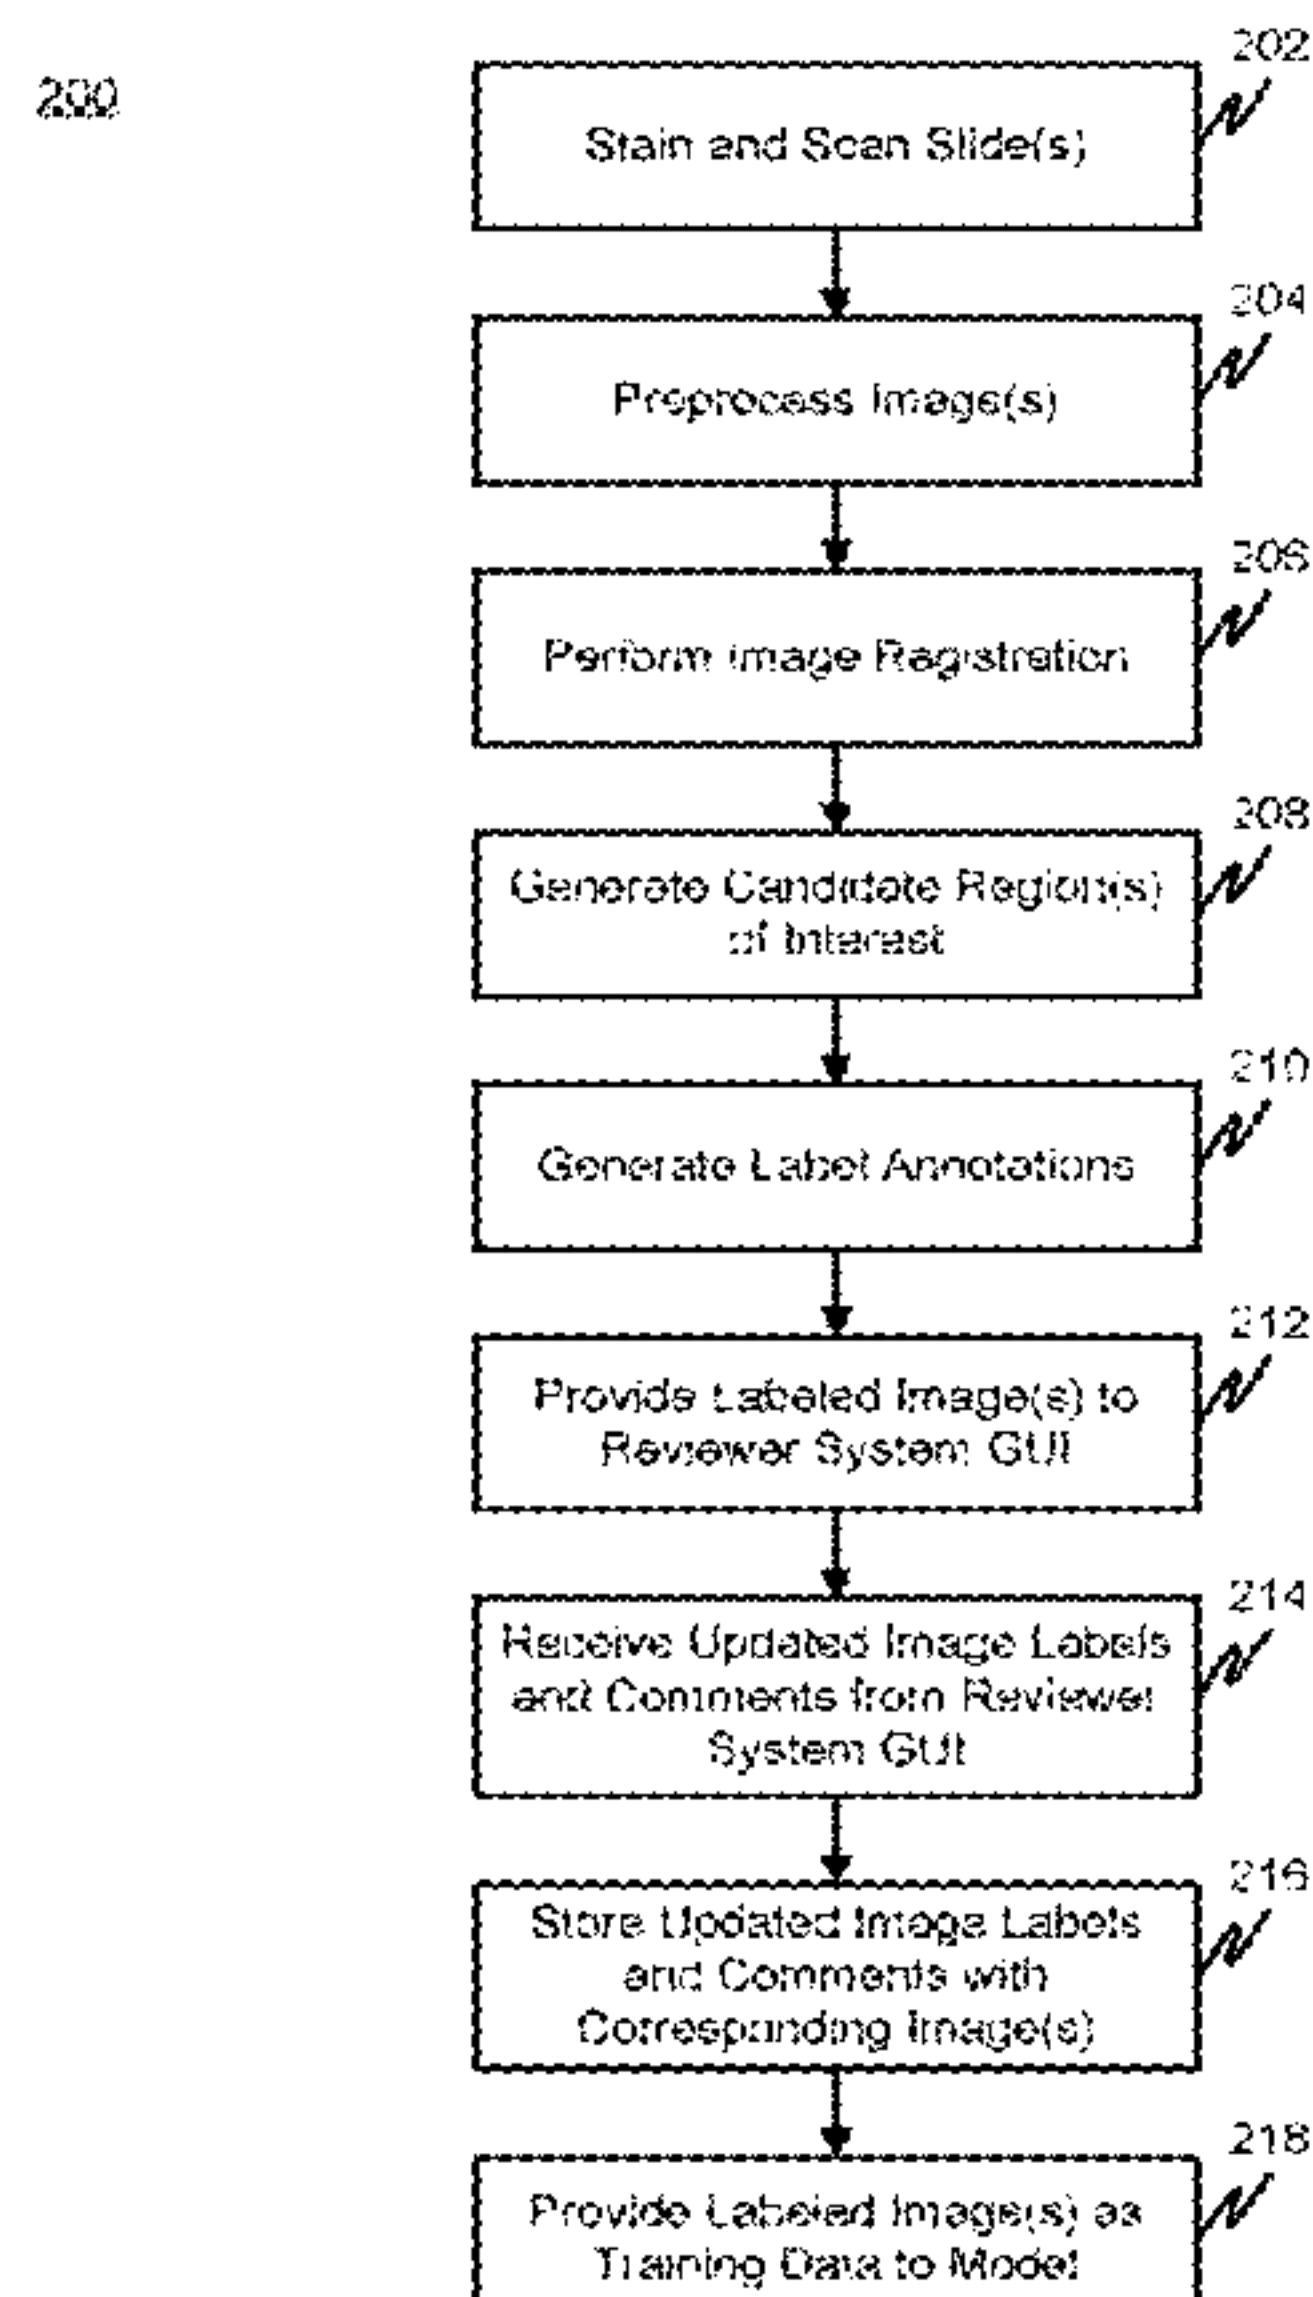 200
202
Stain and Scan Slide(s)
204
Preprocess Image(s)
206
Perform Image Registration
208
Generate Candidate Region(s)
of Interest
210
Generate Label Annotations
212
Provide Labeled Image(s) to
Reviewer System GUI
214
Receive Updated Image Labels
and Comments from Reviewer
System GUI
216
Store Updated Image Labels
and Comments with
Corresponding Image(s)
218
Provide Labeled Image(s) as
Training Data to Model